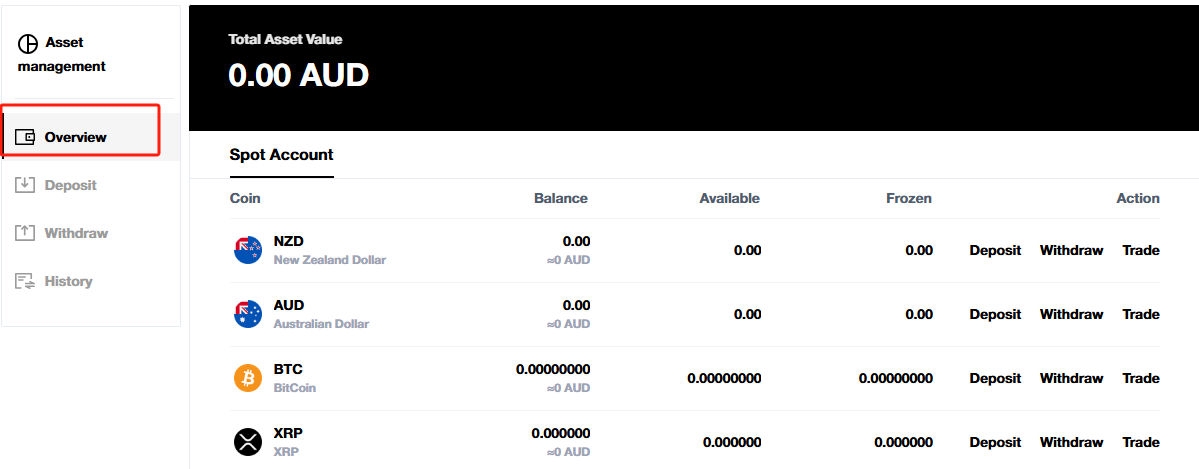 Asset
management
Overview
Deposit
Withdraw
History
Total Asset Value
0.00 AUD
Spot Account
Coin Balance Available Frozen Action
NZD 0.00
New Zealand Dollar ≈0 AUD 0.00 0.00 Deposit Withdraw Trade
AUD 0.00
Australian Dollar ≈0 AUD 0.00 0.00 Deposit Withdraw Trade
BTC 0.00000000
BitCoin ≈0 AUD 0.00000000 0.00000000 Deposit Withdraw Trade
XRP 0.000000
XRP ≈0 AUD 0.000000 0.000000 Deposit Withdraw Trade